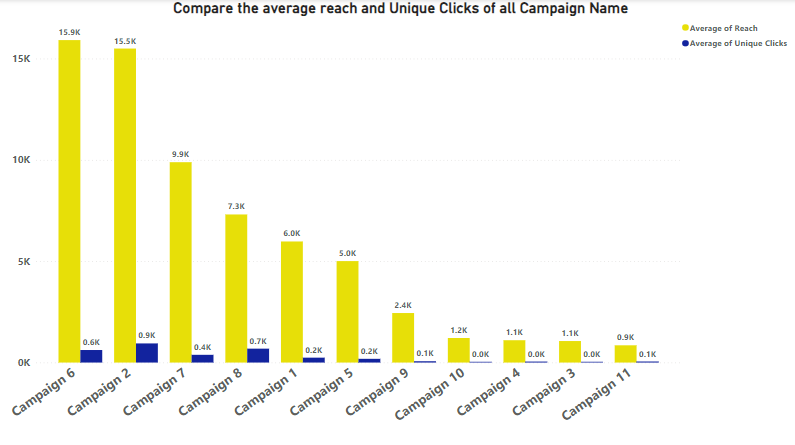 Compare the average reach and Unique Clicks of all Campaign Name
Average of Reach
Average of Unique Clicks
15K
10K
5K
0K
15.9K
0.6K
15.5K
0.9K
9.9K
0.4K
7.3K
0.7K
6.0K
0.2K
5.0K
0.2K
2.4K
0.1K
1.2K
0.0K
1.1K
0.0K
1.1K
0.0K
0.9K
0.1K
Campaign 6
Campaign 2
Campaign 7
Campaign 8
Campaign 1
Campaign 5
Campaign 9
Campaign 10
Campaign 4
Campaign 3
Campaign 11